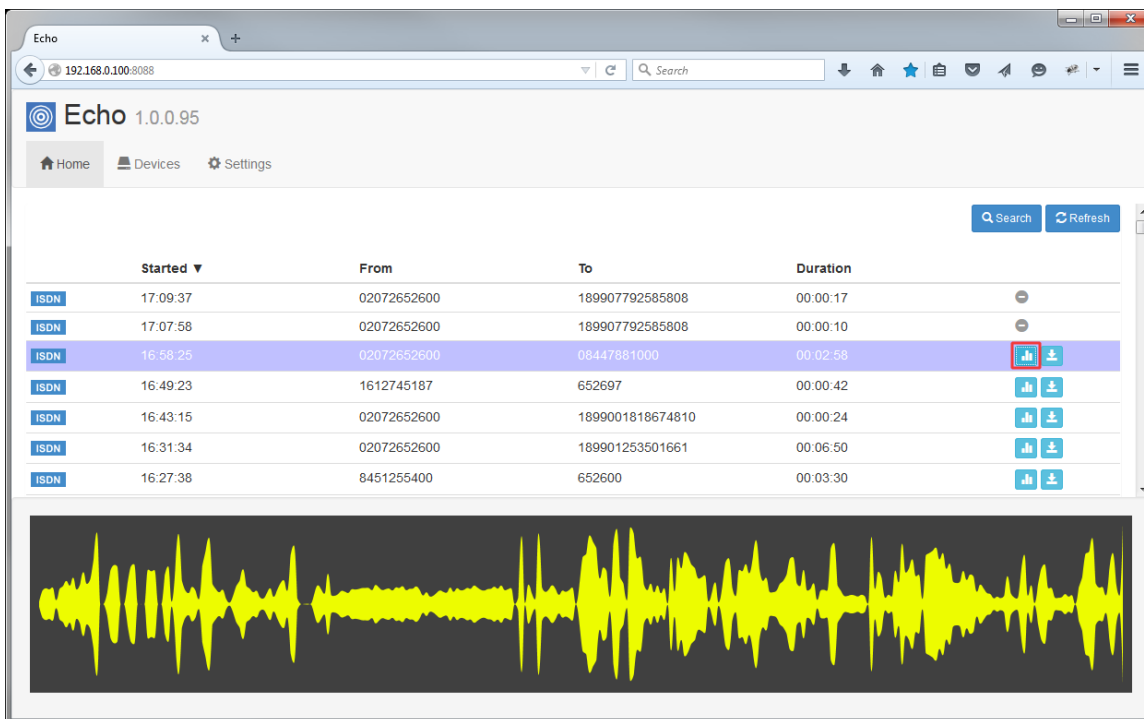 Echo
192.168.0.100:8088
Search
Echo 1.0.0.95
Home Devices Settings
Search Refresh
Started ▼ From To Duration
ISDN 17:09:37 02072652600 189907792585808 00:00:17
ISDN 17:07:58 02072652600 189907792585808 00:00:10
ISDN 16:58:25 02072652600 08447881000 00:02:58
ISDN 16:49:23 1612745187 652697 00:00:42
ISDN 16:43:15 02072652600 1899001818674810 00:00:24
ISDN 16:31:34 02072652600 189901253501661 00:06:50
ISDN 16:27:38 8451255400 652600 00:03:30